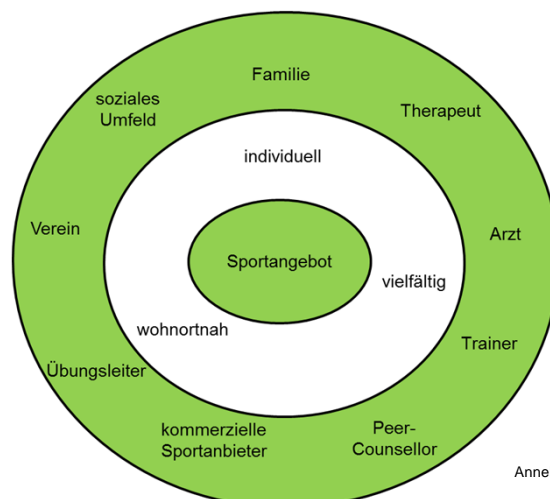 Familie
soziales
Umfeld
Therapeut
individuell
Verein
Arzt
Sportangebot
vielfältig
wohnortnah
Trainer
Übungsleiter
kommerzielle
Sportanbieter
Peer-
Counsellor
Anne